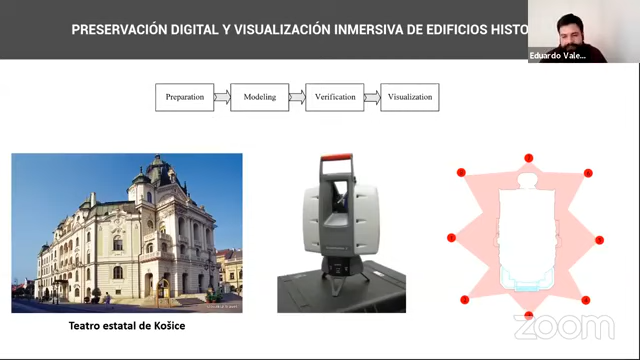 PRESERVACIÓN DIGITAL Y VISUALIZACIÓN INMERSIVA DE EDIFICIOS HISTO
Eduardo Vale...
Preparation
Modeling
Verification
Visualization
Teatro estatal de Košice
zoom